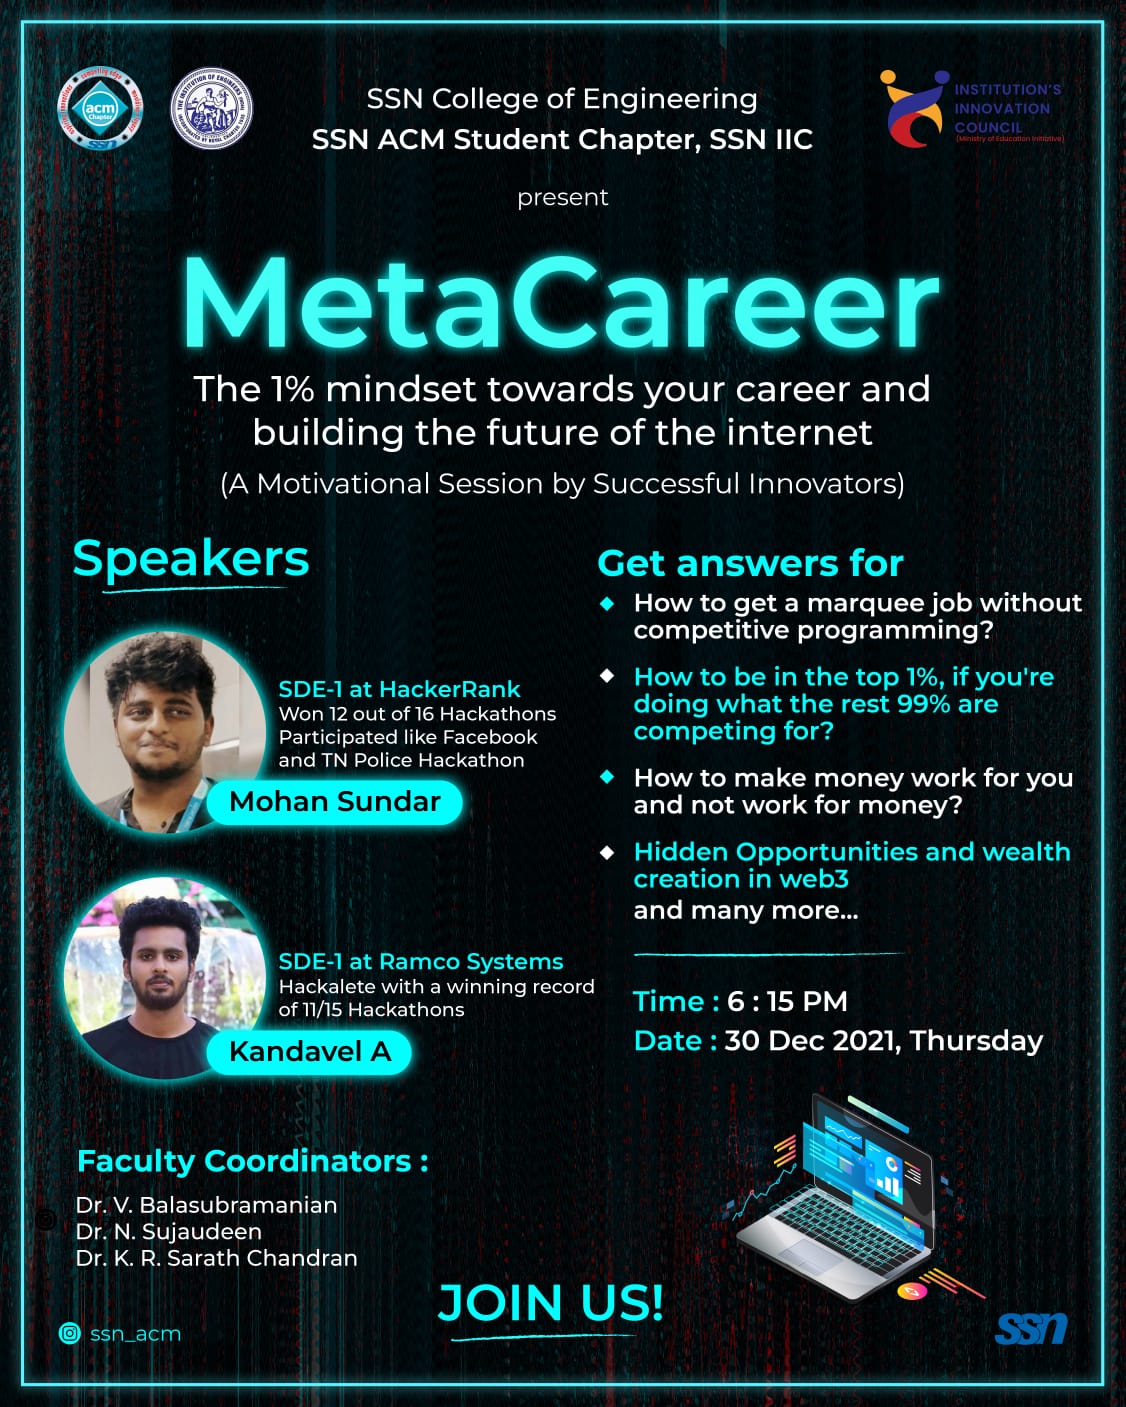 SSN College of Engineering
SSN ACM Student Chapter, SSN IIC
present
acm
Chapter
ssn
INSTITUTION'S
INNOVATION
COUNCIL
(Ministry of Education Initiative)
MetaCareer
The 1% mindset towards your career and
building the future of the internet
(A Motivational Session by Successful Innovators)
Speakers
SDE-1 at HackerRank
Won 12 out of 16 Hackathons
Participated like Facebook
and TN Police Hackathon
Mohan Sundar
SDE-1 at Ramco Systems
Hackalete with a winning record
of 11/15 Hackathons
Kandavel A
Get answers for
How to get a marquee job without
competitive programming?
How to be in the top 1%, if you're
doing what the rest 99% are
competing for?
How to make money work for you
and not work for money?
Hidden Opportunities and wealth
creation in web3
and many more...
Time : 6 : 15 PM
Date : 30 Dec 2021, Thursday
Faculty Coordinators :
Dr. V. Balasubramanian
Dr. N. Sujaudeen
Dr. K. R. Sarath Chandran
JOIN US!
ssn_acm
ssn